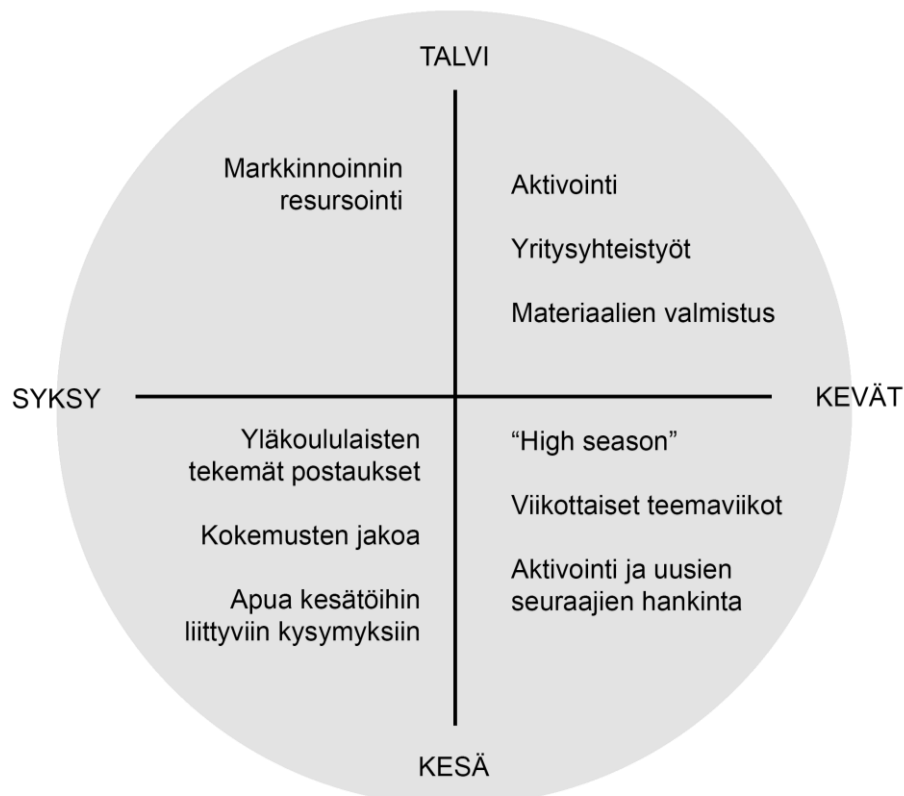 TALVI
Markkinnoinnin
resursointi
Aktivointi
Yritysyhteistyöt
Materiaalien valmistus
SYKSY
KEVÄT
Yläkoululaisten
tekemät postaukset
Kokemusten jakoa
Apua kesätöihin
liittyviin kysymyksiin
“High season”
Viikottaiset teemaviikot
Aktivointi ja uusien
seuraajien hankinta
KESÄ